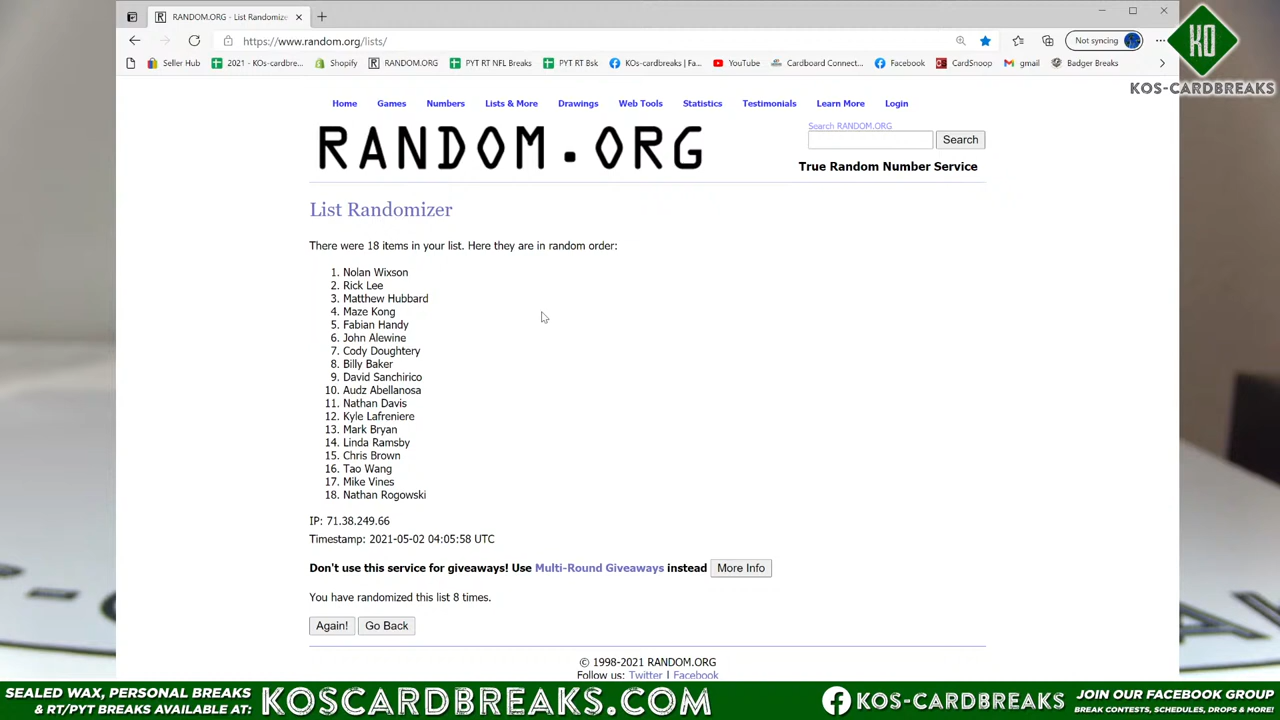 RANDOM.ORG - List Randomize
https://www.random.org/lists/
Not syncing
Seller Hub
2021 - KOs-cardbre...
Shopify
RANDOM.ORG
PYT RT NFL Breaks
PYT RT Bsk
KOs-cardbreaks | Fa...
YouTube
Cardboard Connect...
Facebook
CardSnoop
gmail
Badger Breaks
KO
KOS-CARDBREAKS
Home
Games
Numbers
Lists & More
Drawings
Web Tools
Statistics
Testimonials
Learn More
Login
RANDOM.ORG
Search RANDOM.ORG
Search
True Random Number Service
List Randomizer
There were 18 items in your list. Here they are in random order:
1. Nolan Wixson
2. Rick Lee
3. Matthew Hubbard
4. Maze Kong
5. Fabian Handy
6. John Alewine
7. Cody Doughtery
8. Billy Baker
9. David Sanchirico
10. Audz Abellanosa
11. Nathan Davis
12. Kyle Lafreniere
13. Mark Bryan
14. Linda Ramsby
15. Chris Brown
16. Tao Wang
17. Mike Vines
18. Nathan Rogowski
IP: 71.38.249.66
Timestamp: 2021-05-02 04:05:58 UTC
Don't use this service for giveaways! Use Multi-Round Giveaways instead
More Info
You have randomized this list 8 times.
Again!
Go Back
© 1998-2021 RANDOM.ORG
Follow us: Twitter | Facebook
SEALED WAX, PERSONAL BREAKS
& RT/PYT BREAKS AVAILABLE AT:
KOSCARDBREAKS.COM
KOS-CARDBREAKS
JOIN OUR FACEBOOK GROUP
BREAK CONTESTS, SCHEDULES, DROPS & MORE!